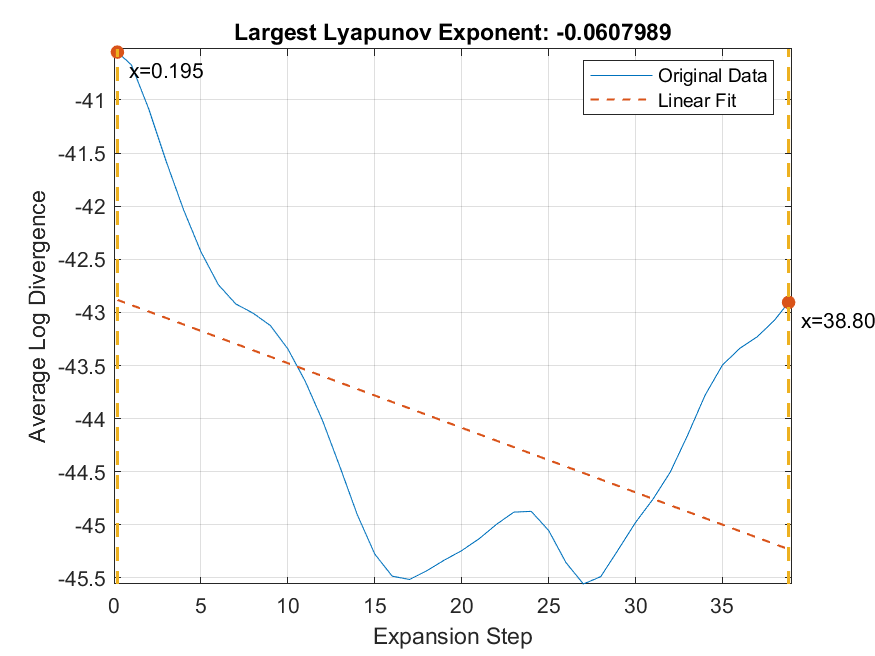 Largest Lyapunov Exponent: -0.0607989
x=0.195
Original Data
Linear Fit
-41
-41.5
-42
-42.5
-43
-43.5
-44
-44.5
-45
-45.5
Average Log Divergence
x=38.80
0 5 10 15 20 25 30 35
Expansion Step